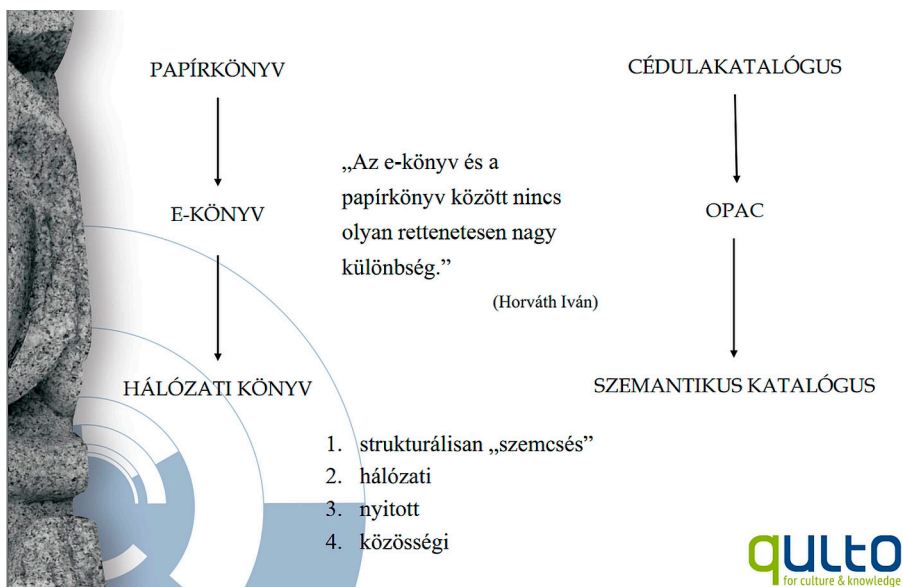 PAPÍRKÖNYV
E-KÖNYV
HÁLÓZATI KÖNYV
„Az e-könyv és a
papírkönyv között nincs
olyan rettenetesen nagy
különbség.”
(Horváth Iván)
CÉDULAKATALÓGUS
OPAC
SZEMANTIKUS KATALÓGUS
1. strukturálisan „szemcsés”
2. hálózati
3. nyitott
4. közösségi
qulto
for culture & knowledge